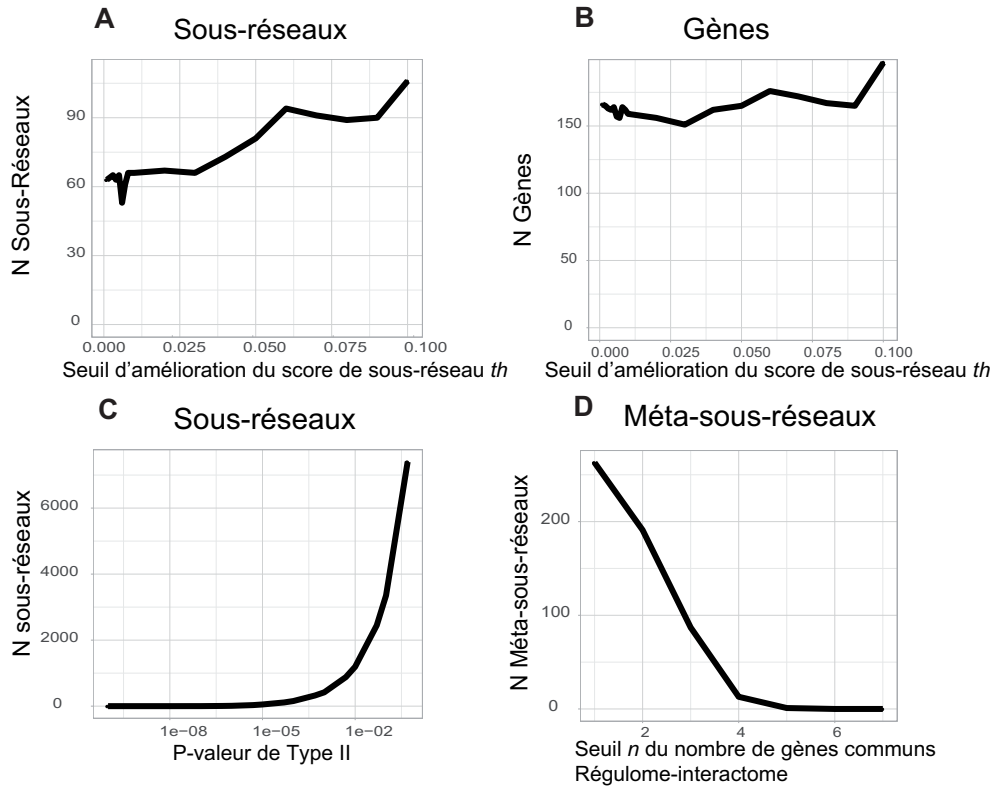 A
Sous-réseaux
N Sous-Réseaux
90
60
30
0
0.000 0.025 0.050 0.075 0.100
Seuil d'amélioration du score de sous-réseau th
B
Gènes
N Gènes
150
100
50
0
0.000 0.025 0.050 0.075 0.100
Seuil d'amélioration du score de sous-réseau th
C
Sous-réseaux
N sous-réseaux
6000
4000
2000
0
1e-08 1e-05 1e-02
P-valeur de Type II
D
Méta-sous-réseaux
N Méta-sous-réseaux
200
100
0
2 4 6
Seuil n du nombre de gènes communs
Régulome-interactome